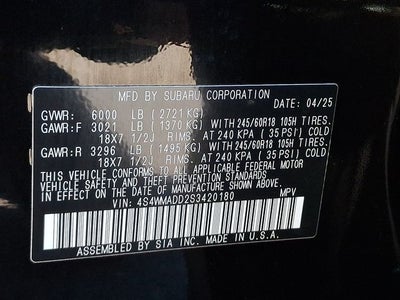 MFD BY SUBARU CORPORATION
DATE: 04/25
GVWR: 6000 LB (2721 KG)
GAWR:F 3021 LB (1370 KG) WITH 245/60R18 105H TIRES.
18X7 1/2J RIMS. AT 240 KPA ( 35 PSI) COLD
GAWR:R 3296 LB (1495 KG) WITH 245/60R18 105H TIRES.
18X7 1/2J RIMS. AT 240 KPA ( 35 PSI) COLD
THIS VEHICLE CONFORMS TO ALL APPLICABLE FEDERAL MOTOR
VEHICLE SAFETY AND THEFT PREVENTION STANDARDS
IN EFFECT ON THE DATE OF MANUFACTURE SHOWN ABOVE.
VIN: 4S4WMADD2S3420180 MPV
ASSEMBLED BY SIA INC. MADE IN U.S.A.